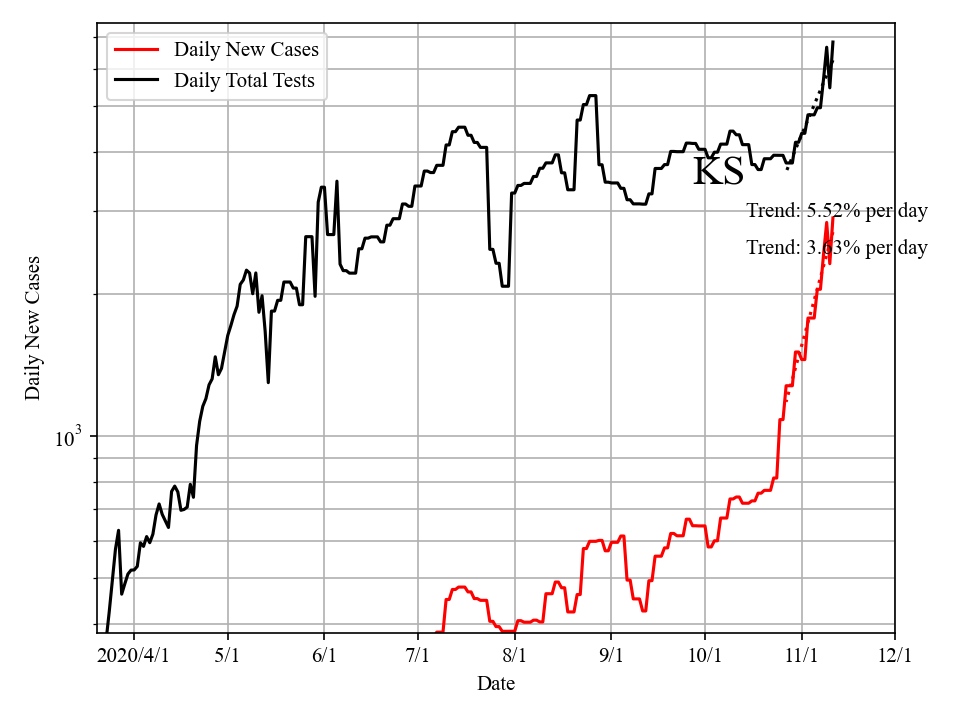 Daily New Cases
Daily Total Tests
KS
Trend: 5.52% per day
Trend: 3.63% per day
Daily New Cases
10^3
2020/4/1 5/1 6/1 7/1 8/1 9/1 10/1 11/1 12/1
Date